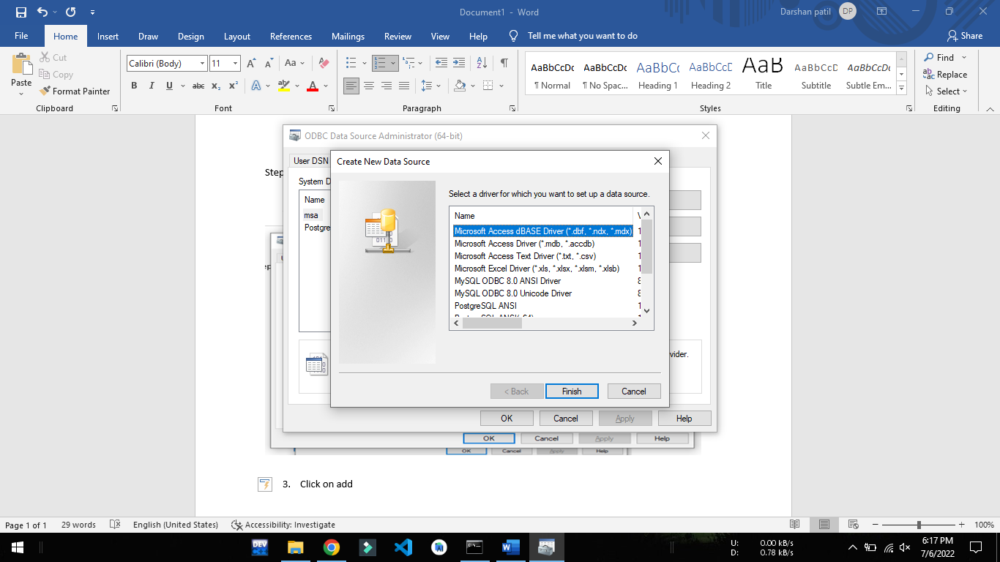 Document1 - Word
Darshan patil DP
File Home Insert Draw Design Layout References Mailings Review View Help Tell me what you want to do Share
Paste
Cut
Copy
Format Painter
Clipboard
Calibri (Body) 11
Font
Paragraph
AaBbCcDc AaBbCcDc AaBbCc AaBbCcD AaB AaBbCcD AaBbCcDc
¶ Normal ¶ No Spac... Heading 1 Heading 2 Title Subtitle Subtle Em...
Styles
Find
Replace
Select
Editing
ODBC Data Source Administrator (64-bit)
User DSN
Step
System D
Name
msa
Postgre
Create New Data Source
Select a driver for which you want to set up a data source.
Name
Microsoft Access dBASE Driver (*.dbf, *.ndx, *.mdx) 1
Microsoft Access Driver (*.mdb, *.accdb) 1
Microsoft Access Text Driver (*.txt, *.csv) 1
Microsoft Excel Driver (*.xls, *.xlsx, *.xlsm, *.xlsb) 1
MySQL ODBC 8.0 ANSI Driver 8
MySQL ODBC 8.0 Unicode Driver 8
PostgreSQL ANSI 1
vider.
< Back Finish Cancel
OK Cancel Apply Help
OK Cancel Apply Help
OK Cancel Apply Help
3. Click on add
Page 1 of 1 29 words English (United States) Accessibility: Investigate 100%
DEV
U: 0.00 kB/s
D: 0.78 kB/s
6:17 PM
7/6/2022